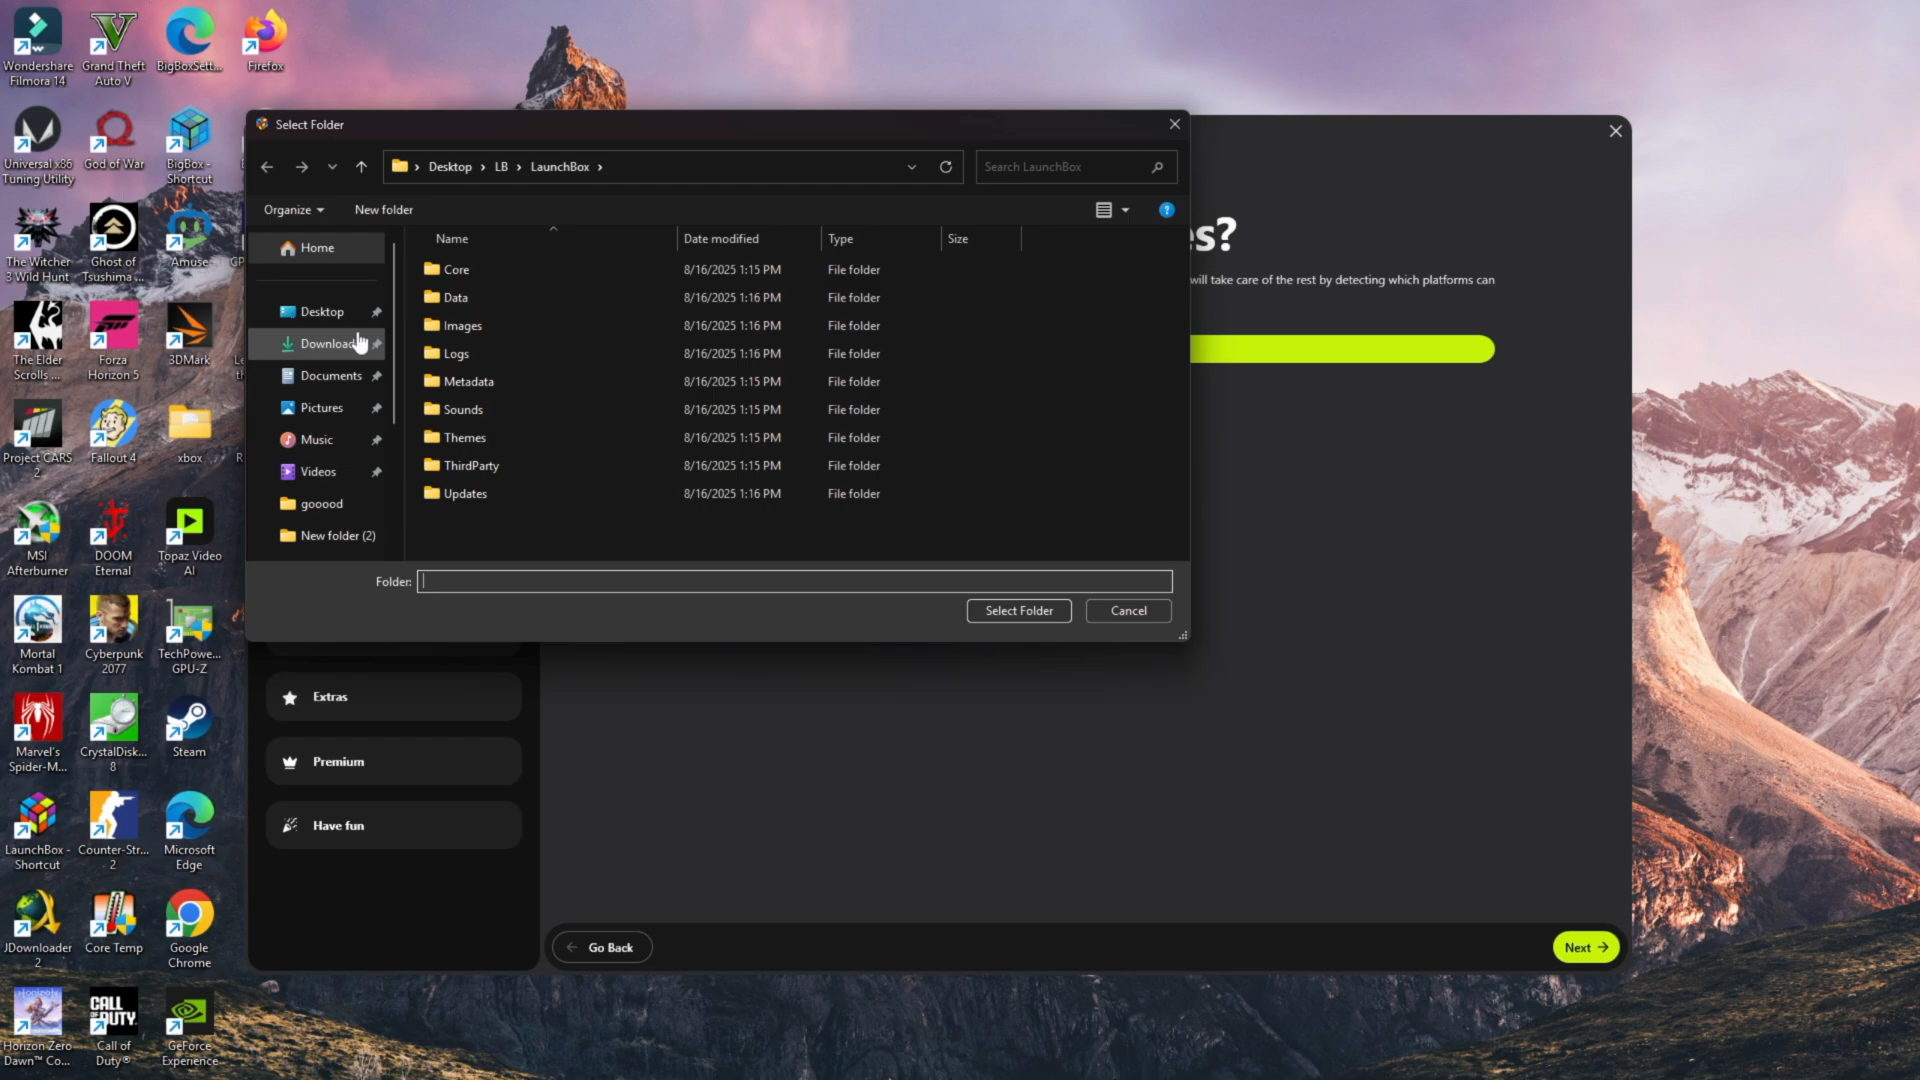 Wondershare
Filmora 14
Grand Theft
Auto V
BigBoxSett...
Firefox
Universal x86
Tuning Utility
God of War
BigBox -
Shortcut
The Witcher
3 Wild Hunt
Ghost of
Tsushima ...
Amuse
The Elder
Scrolls ...
Forza
Horizon 5
3DMark
Project CARS
2
Fallout 4
xbox
MSI
Afterburner
DOOM
Eternal
Topaz Video
AI
Mortal
Kombat 1
Cyberpunk
2077
TechPowe...
GPU-Z
Marvel's
Spider-M...
CrystalDisk...
8
Steam
LaunchBox -
Shortcut
Counter-Str...
2
Microsoft
Edge
JDownloader
2
Core Temp
Google
Chrome
HORIZON
Horizon Zero
Dawn™ Co...
CALL
OF DUTY
Call of
Duty®
GeForce
Experience
Select Folder
Desktop > LB > LaunchBox >
Search LaunchBox
Organize
New folder
?
Home
Desktop
Download
Documents
Pictures
Music
Videos
gooood
New folder (2)
Name Date modified Type Size
Core 8/16/2025 1:15 PM File folder
Data 8/16/2025 1:16 PM File folder
Images 8/16/2025 1:16 PM File folder
Logs 8/16/2025 1:16 PM File folder
Metadata 8/16/2025 1:15 PM File folder
Sounds 8/16/2025 1:15 PM File folder
Themes 8/16/2025 1:15 PM File folder
ThirdParty 8/16/2025 1:15 PM File folder
Updates 8/16/2025 1:16 PM File folder
Folder:
Select Folder
Cancel
s?
will take care of the rest by detecting which platforms can
Extras
Premium
Have fun
Go Back
Next